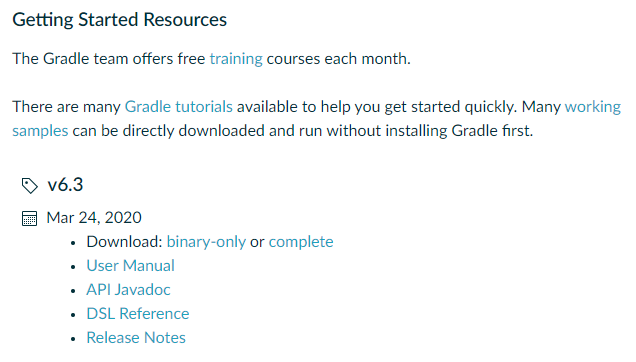 Getting Started Resources
The Gradle team offers free training courses each month.
There are many Gradle tutorials available to help you get started quickly. Many working
samples can be directly downloaded and run without installing Gradle first.
v6.3
Mar 24, 2020
• Download: binary-only or complete
• User Manual
• API Javadoc
• DSL Reference
• Release Notes